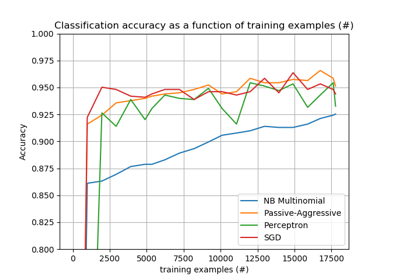 Classification accuracy as a function of training examples (#)
1.000
0.975
0.950
0.925
0.900
0.875
0.850
0.825
0.800
Accuracy
NB Multinomial
Passive-Aggressive
Perceptron
SGD
0 2500 5000 7500 10000 12500 15000 17500
training examples (#)